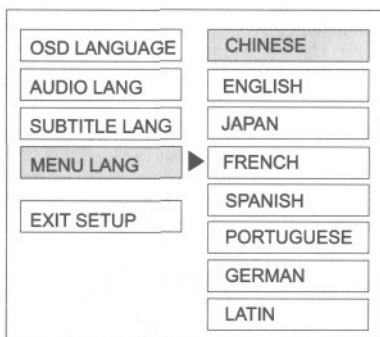 OSD LANGUAGE
AUDIO LANG
SUBTITLE LANG
MENU LANG
EXIT SETUP
CHINESE
ENGLISH
JAPAN
FRENCH
SPANISH
PORTUGUESE
GERMAN
LATIN